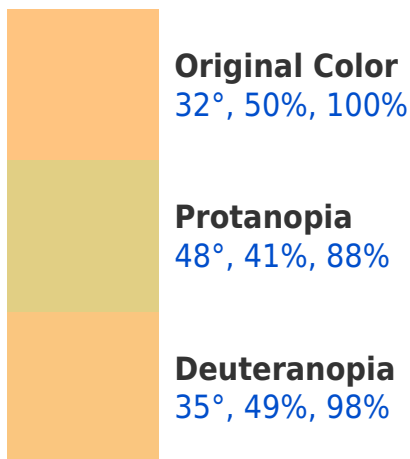 Original Color
32°, 50%, 100%
Protanopia
48°, 41%, 88%
Deuteranopia
35°, 49%, 98%